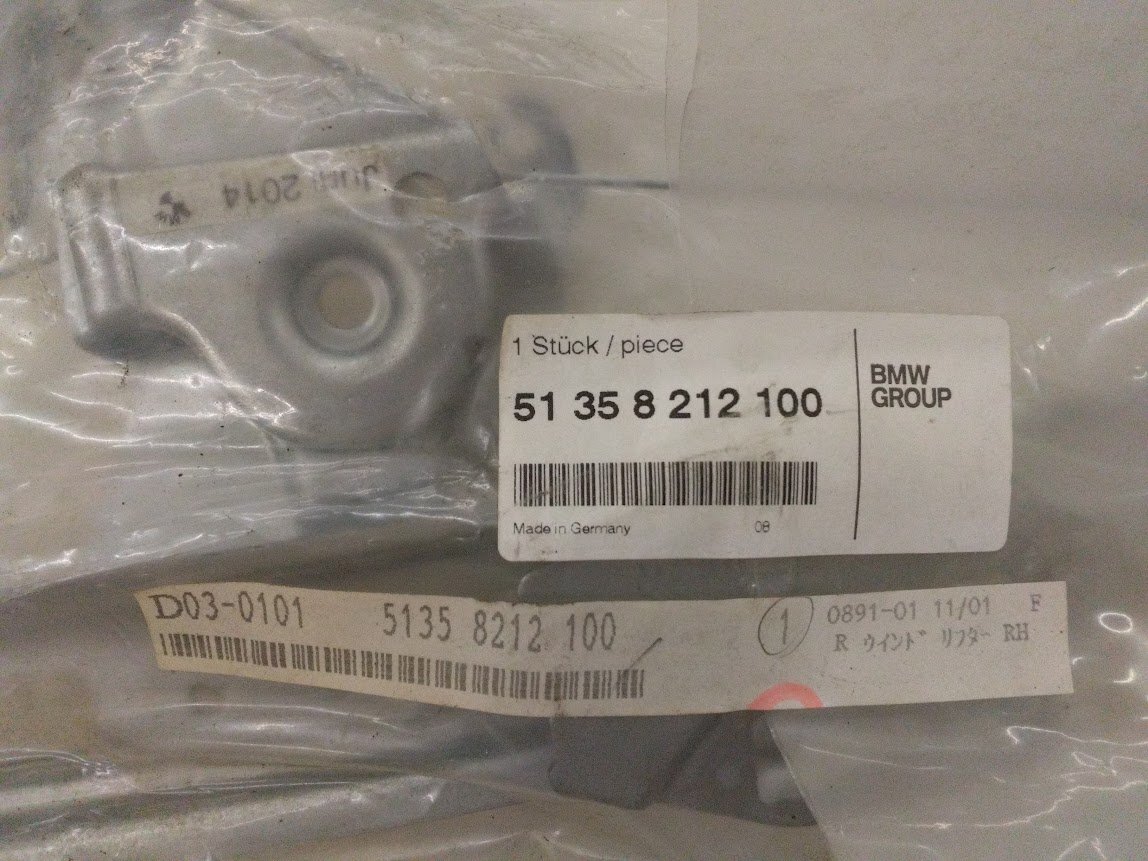 Juni 2014
1 Stück / piece
51 35 8 212 100
BMW
GROUP
Made in Germany 08
D03-0101 5135 8212 100 1 0891-01 11/01 F
R ウインド リフター RH